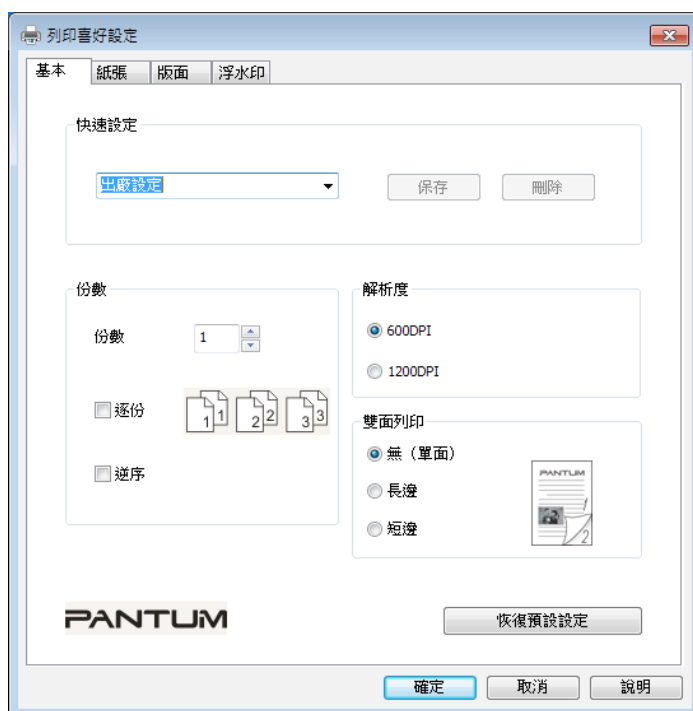 列印喜好設定
基本 紙張 版面 浮水印
快速設定
出廠設定 保存 刪除
份數
份數 1
逐份 1 1 2 2 3 3
逆序
解析度
600DPI
1200DPI
雙面列印
無（單面）
長邊
短邊
PANTUM
1
2
PANTUM
恢復預設設定
確定 取消 說明